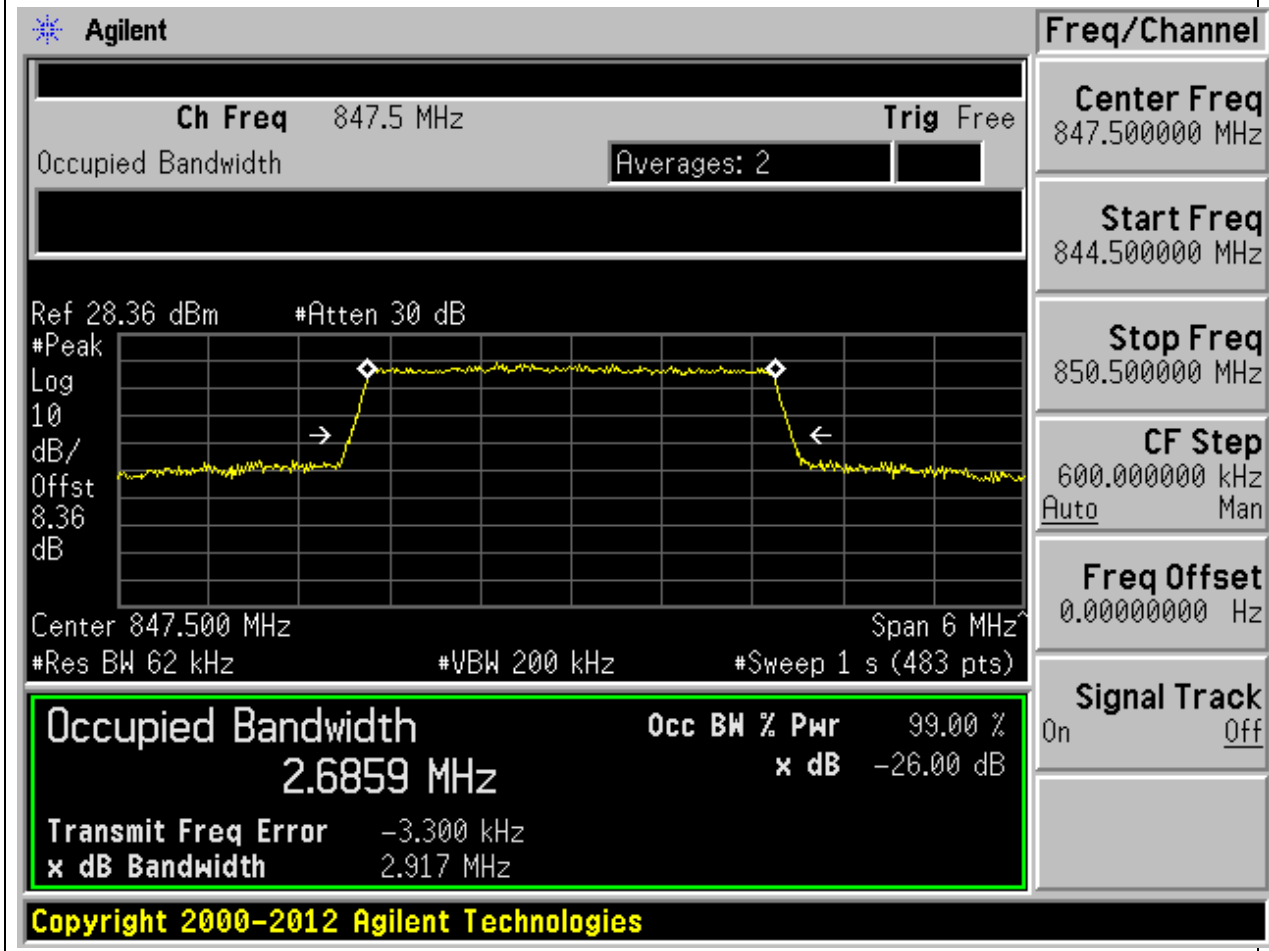 Agilent
Freq/Channel
Ch Freq 847.5 MHz Trig Free
Occupied Bandwidth Averages: 2
Center Freq
847.500000 MHz
Start Freq
844.500000 MHz
Stop Freq
850.500000 MHz
CF Step
600.000000 kHz
Auto Man
Freq Offset
0.00000000 Hz
Signal Track
On Off
Ref 28.36 dBm #Atten 30 dB
#Peak
Log
10
dB/
Offst
8.36
dB
Center 847.500 MHz Span 6 MHz^
#Res BW 62 kHz #VBW 200 kHz #Sweep 1 s (483 pts)
Occupied Bandwidth Occ BW % Pwr 99.00 %
2.6859 MHz x dB -26.00 dB
Transmit Freq Error -3.300 kHz
x dB Bandwidth 2.917 MHz
Copyright 2000-2012 Agilent Technologies